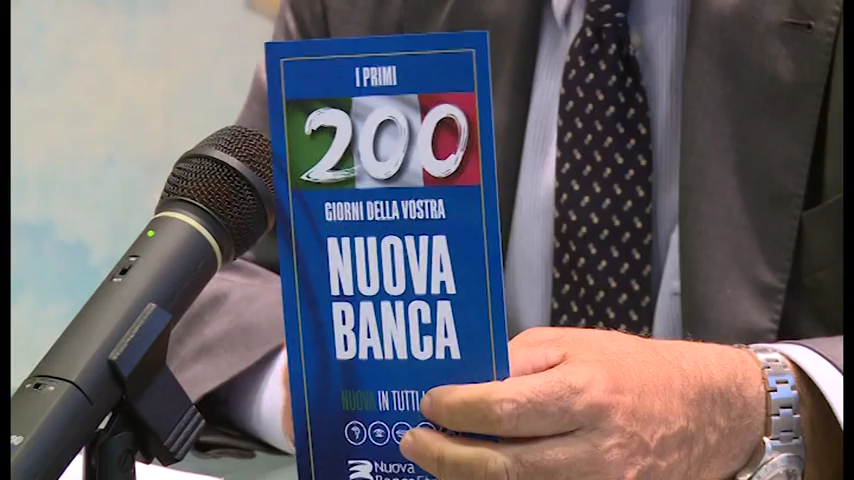 I PRIMI
200
GIORNI DELLA VOSTRA
NUOVA
BANCA
NUOVA IN TUTTI
Nuova